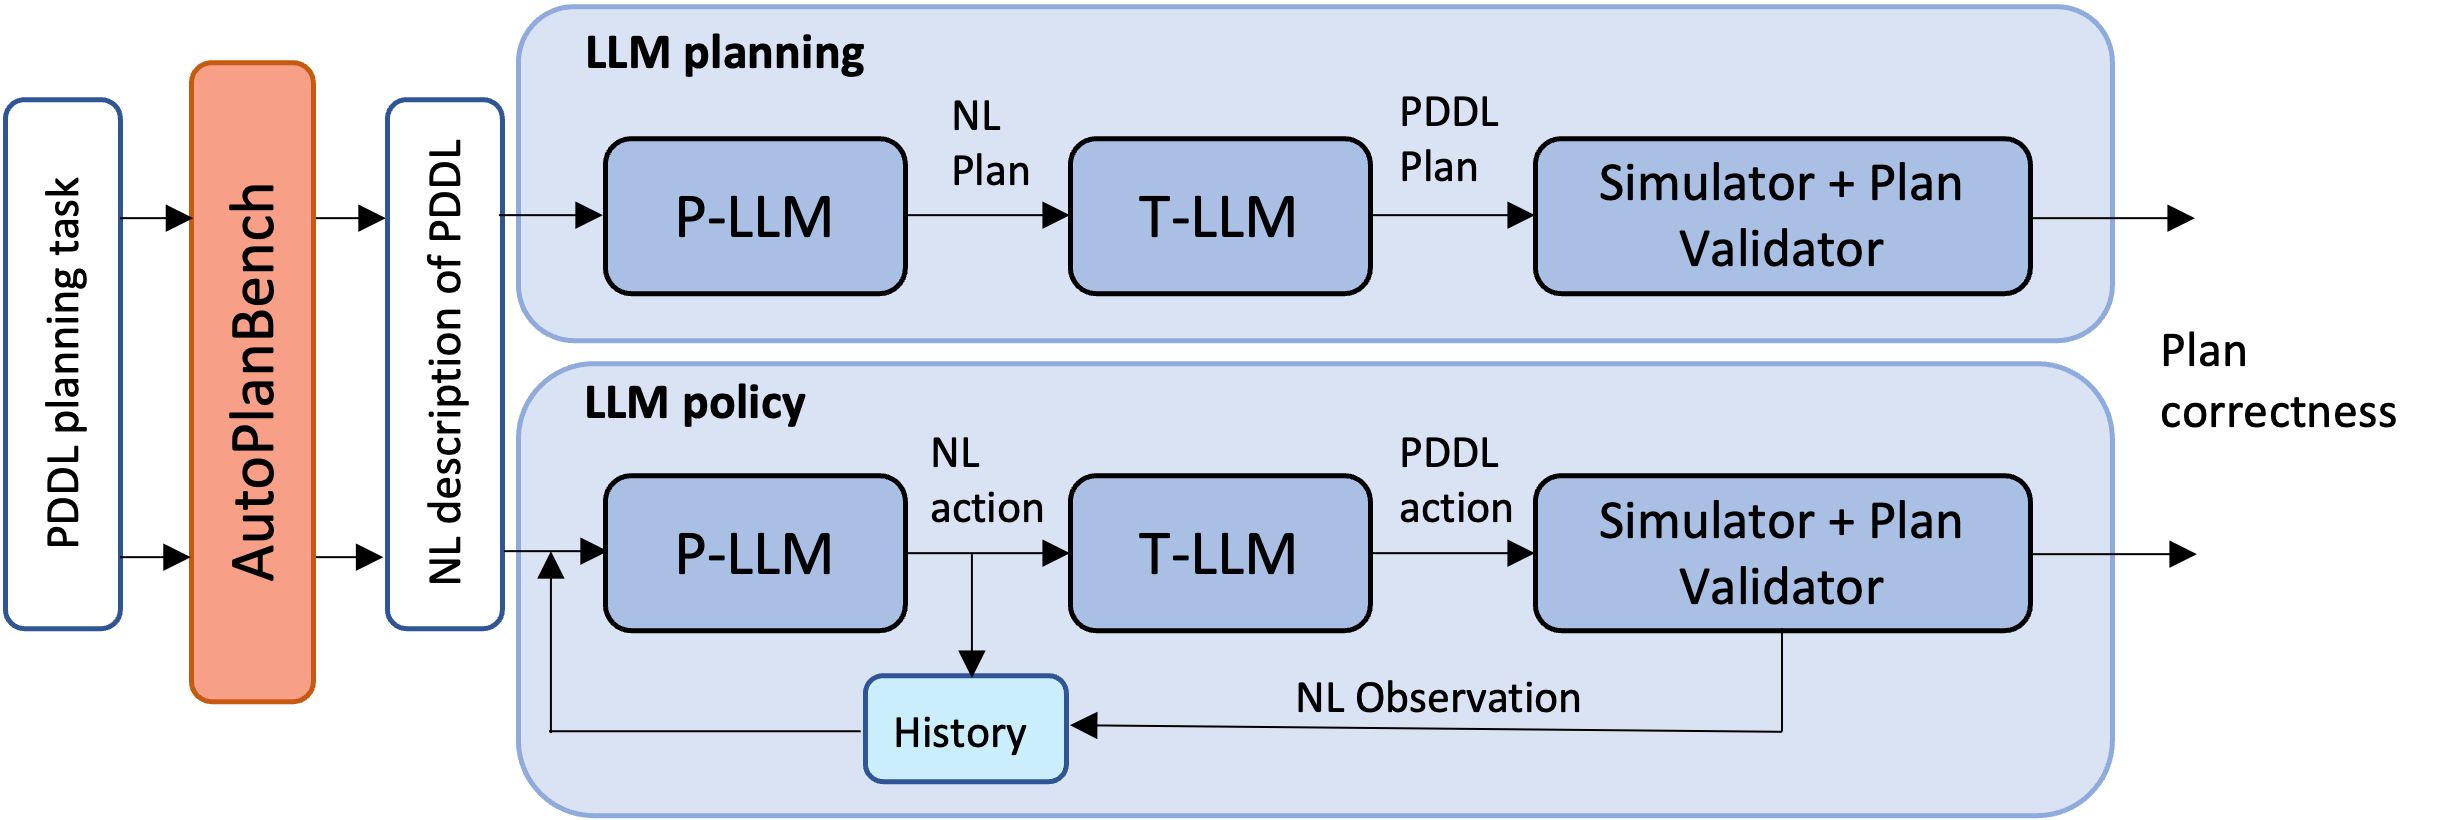 PDDL planning task
AutoPlanBench
NL description of PDDL
LLM planning
P-LLM
NL
Plan
T-LLM
PDDL
Plan
Simulator + Plan
Validator
LLM policy
P-LLM
NL
action
T-LLM
PDDL
action
Simulator + Plan
Validator
History
NL Observation
Plan
correctness